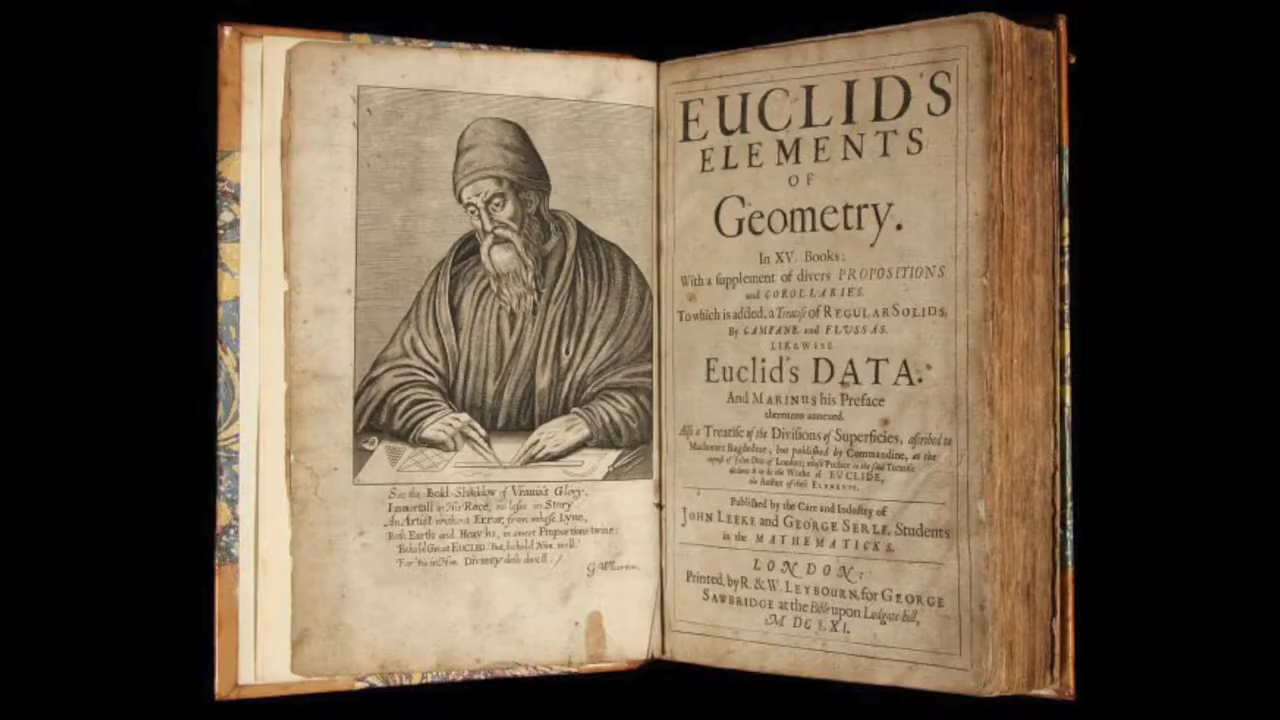 See the Bold Shaddow of Urania's Glory,
Immortall in His Race, no lesse in Story:
An Artist without Error, from whose Lyne,
Both Earth and Heav'ns, in sweet Proportions twine:
Behold Great EUCLID. But, behold Him well!
For 'tis in Him Divinity doth dwell.
G. Wharton.
EUCLID'S
ELEMENTS
OF
Geometry.
In XV. Books:
With a supplement of divers PROPOSITIONS
and COROLLARIES.
To which is added, a Treatise of REGULAR SOLIDS,
By CAMPANE and FLUSSAS.
LIKEWISE
Euclid's DATA:
And MARINUS his Preface
thereunto annexed.
Also a Treatise of the Divisions of Superficies, ascribed to
Machomet Bagdedine, but published by Commandine, at the
request of John Dee of London; whose Preface to the said Treatise
declares it to be the Worke of EUCLIDE,
the Author of these ELEMENTS.
Published by the Care and Industry of
JOHN LEEKE and GEORGE SERLE, Students
in the MATHEMATICKS.
LONDON:
Printed by R. & W. LEYBOURN, for GEORGE
SAWBRIDGE at the Bible upon Ludgate-hill,
M DC LXI.